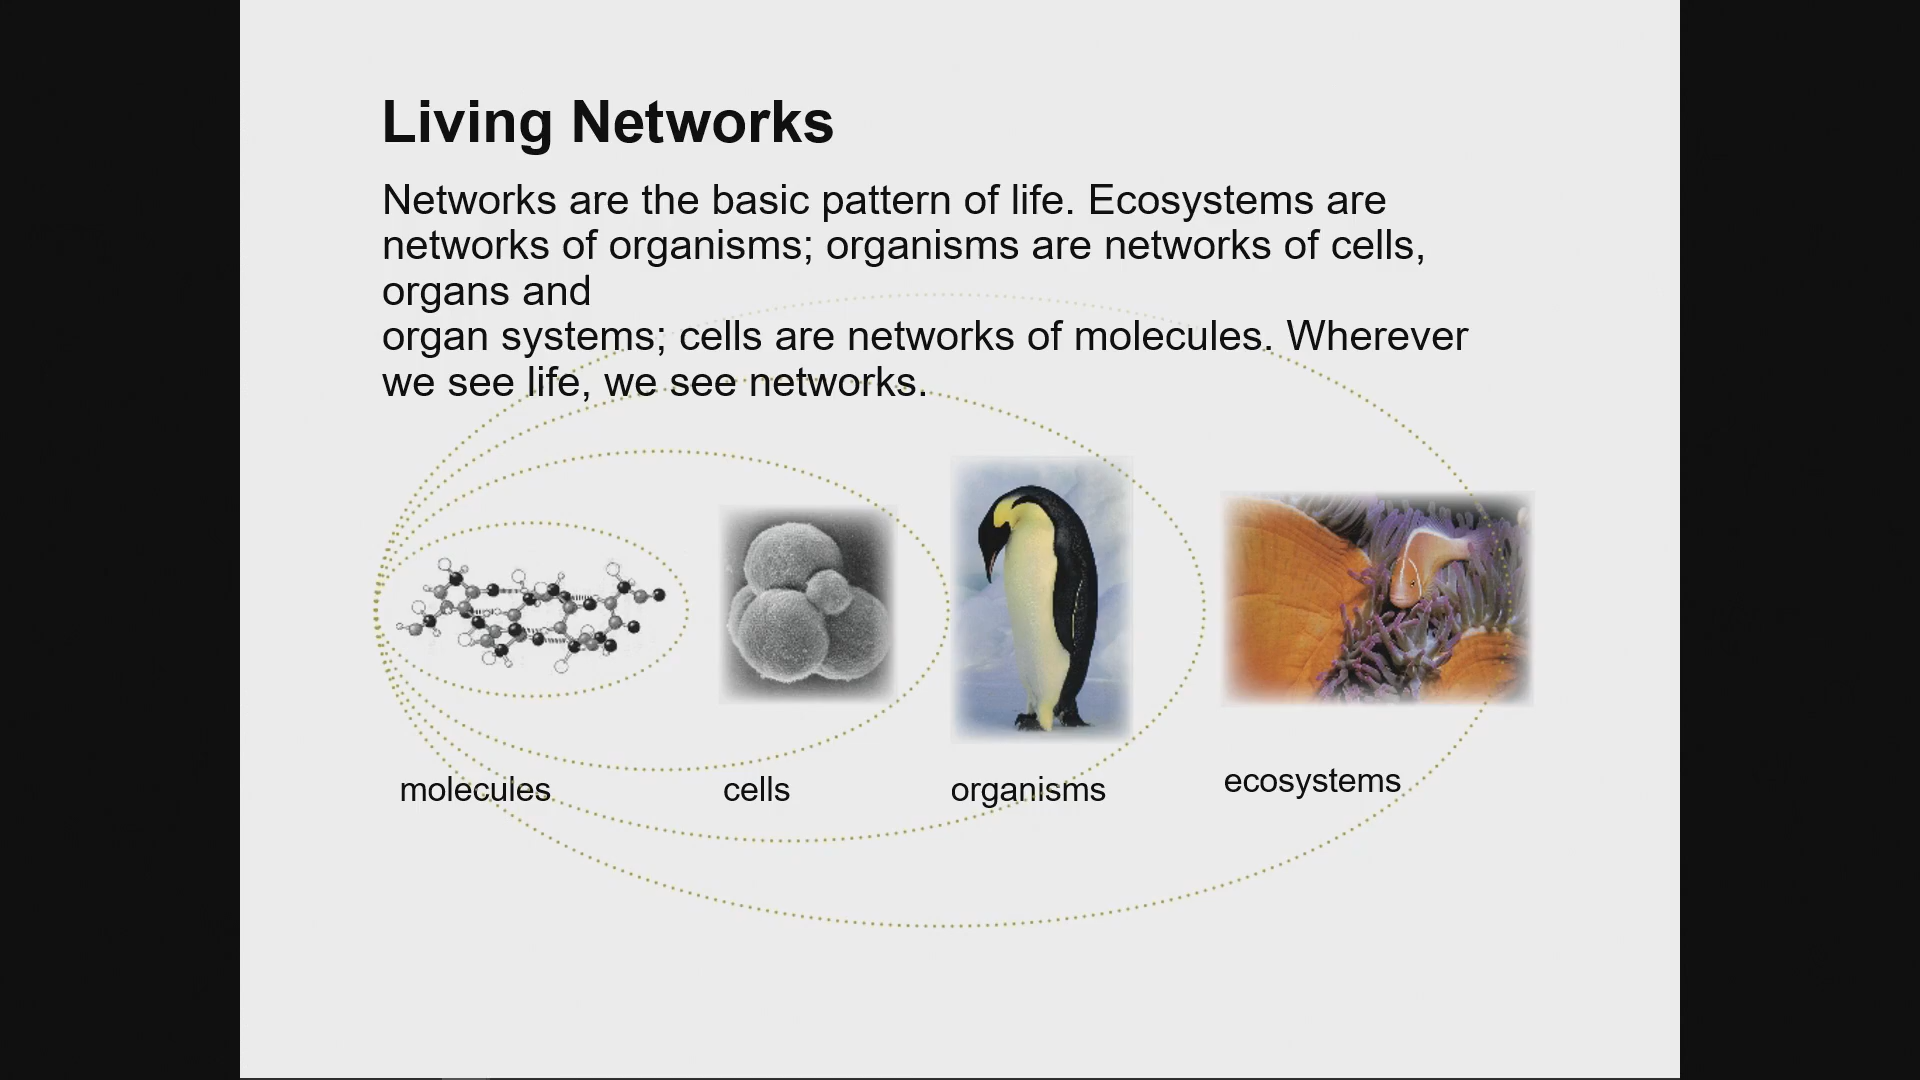 Living Networks
Networks are the basic pattern of life. Ecosystems are
networks of organisms; organisms are networks of cells,
organs and
organ systems; cells are networks of molecules. Wherever
we see life, we see networks.
molecules
cells
organisms
ecosystems